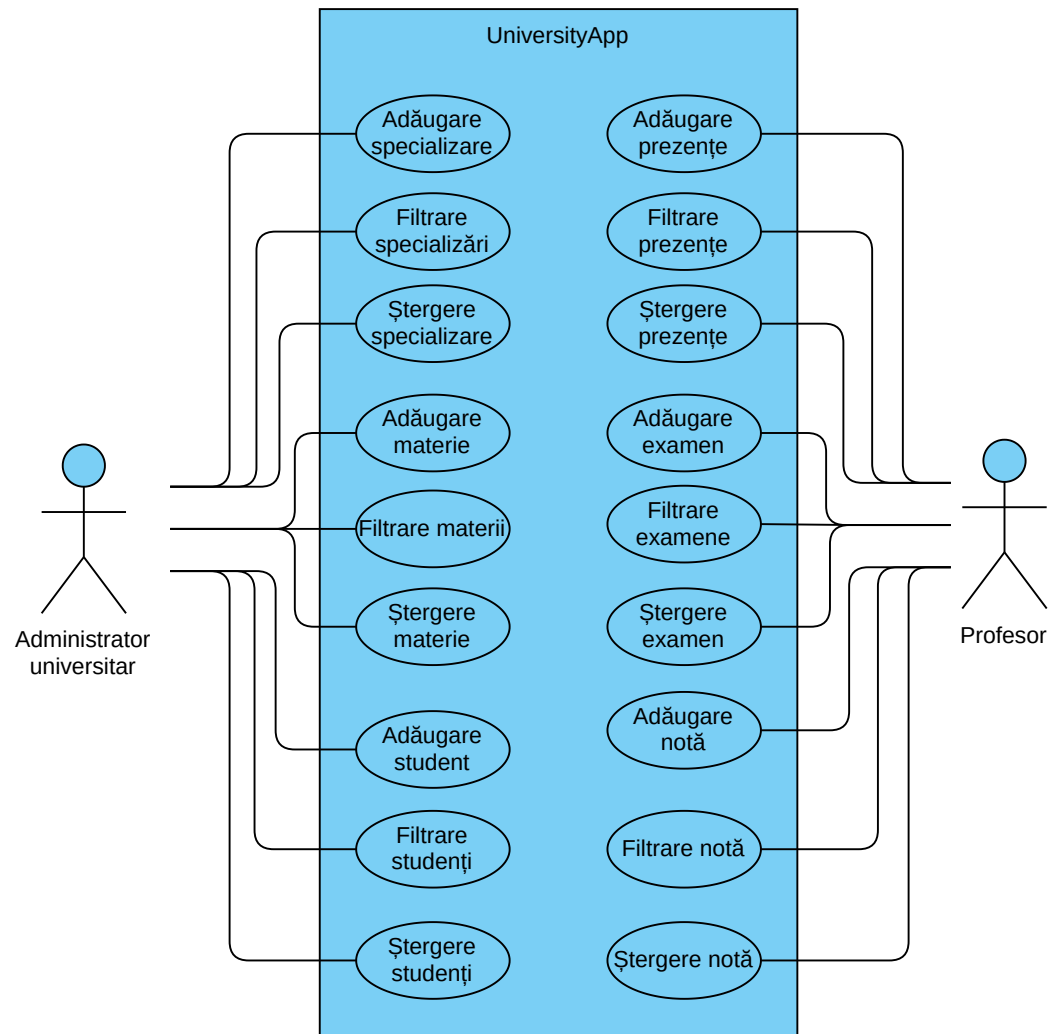 UniversityApp
Adăugare
specializare
Filtrare
specializări
Ștergere
specializare
Adăugare
materie
Filtrare materii
Ștergere
materie
Adăugare
student
Filtrare
studenți
Ștergere
studenți
Adăugare
prezențe
Filtrare
prezențe
Ștergere
prezențe
Adăugare
examen
Filtrare
examene
Ștergere
examen
Adăugare
notă
Filtrare notă
Ștergere notă
Administrator
universitar
Profesor